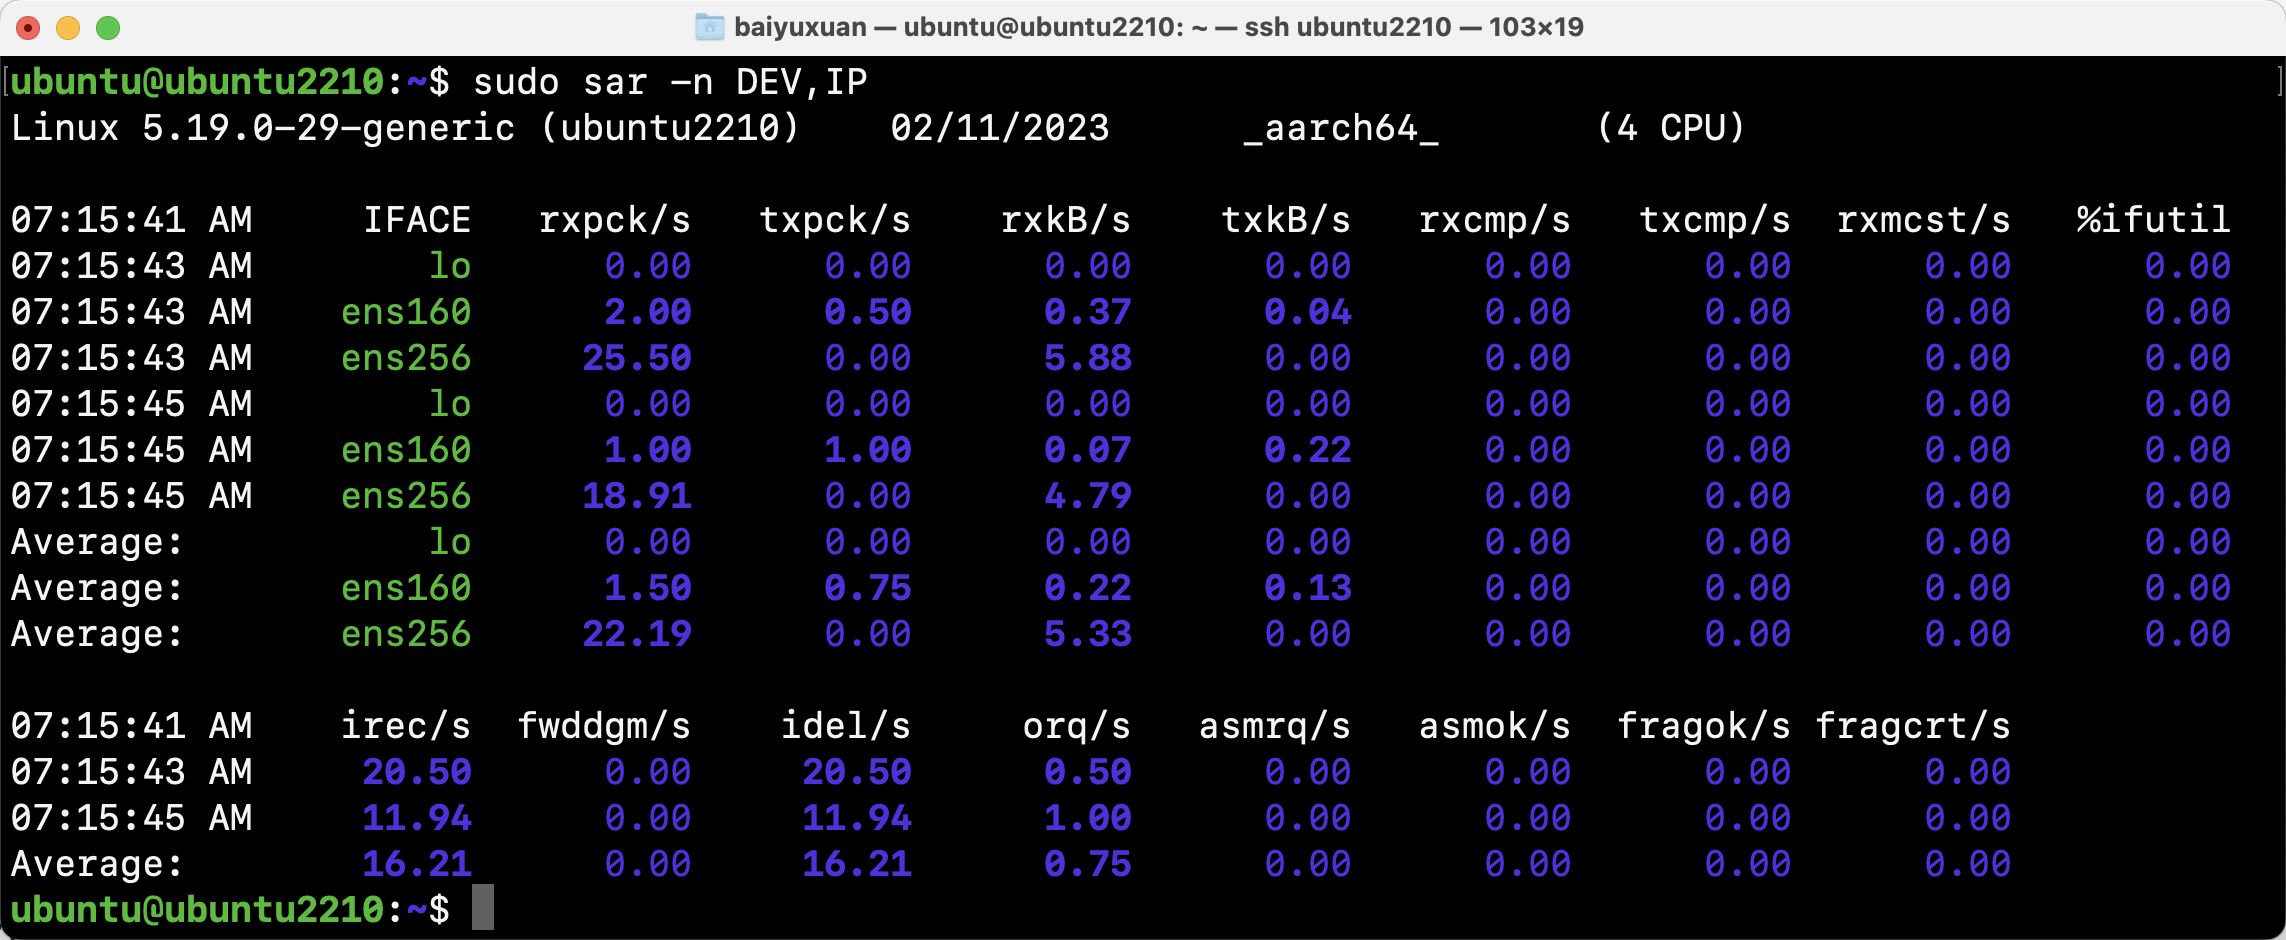 baiyuxuan — ubuntu@ubuntu2210: ~ — ssh ubuntu2210 — 103×19
[ubuntu@ubuntu2210:~$ sudo sar -n DEV,IP ]
Linux 5.19.0-29-generic (ubuntu2210) 02/11/2023 _aarch64_ (4 CPU)
07:15:41 AM IFACE rxpck/s txpck/s rxkB/s txkB/s rxcmp/s txcmp/s rxmcst/s %ifutil
07:15:43 AM lo 0.00 0.00 0.00 0.00 0.00 0.00 0.00 0.00
07:15:43 AM ens160 2.00 0.50 0.37 0.04 0.00 0.00 0.00 0.00
07:15:43 AM ens256 25.50 0.00 5.88 0.00 0.00 0.00 0.00 0.00
07:15:45 AM lo 0.00 0.00 0.00 0.00 0.00 0.00 0.00 0.00
07:15:45 AM ens160 1.00 1.00 0.07 0.22 0.00 0.00 0.00 0.00
07:15:45 AM ens256 18.91 0.00 4.79 0.00 0.00 0.00 0.00 0.00
Average: lo 0.00 0.00 0.00 0.00 0.00 0.00 0.00 0.00
Average: ens160 1.50 0.75 0.22 0.13 0.00 0.00 0.00 0.00
Average: ens256 22.19 0.00 5.33 0.00 0.00 0.00 0.00 0.00
07:15:41 AM irec/s fwddgm/s idel/s orq/s asmrq/s asmok/s fragok/s fragcrt/s
07:15:43 AM 20.50 0.00 20.50 0.50 0.00 0.00 0.00 0.00
07:15:45 AM 11.94 0.00 11.94 1.00 0.00 0.00 0.00 0.00
Average: 16.21 0.00 16.21 0.75 0.00 0.00 0.00 0.00
ubuntu@ubuntu2210:~$